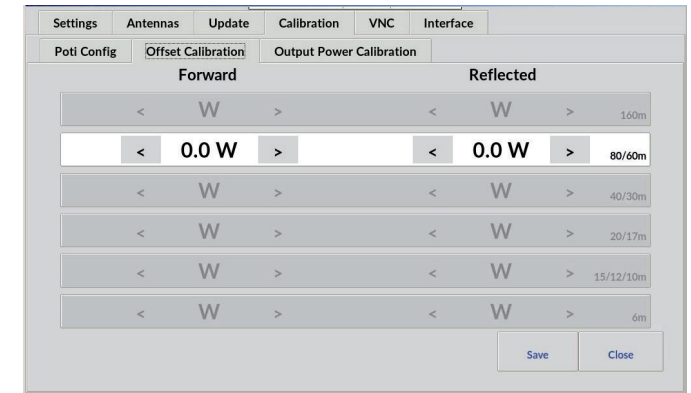 Settings Antennas Update Calibration VNC Interface
Poti Config Offset Calibration Output Power Calibration
Forward Reflected
< W > < W > 160m
< 0.0 W > < 0.0 W > 80/60m
< W > < W > 40/30m
< W > < W > 20/17m
< W > < W > 15/12/10m
< W > < W > 6m
Save Close